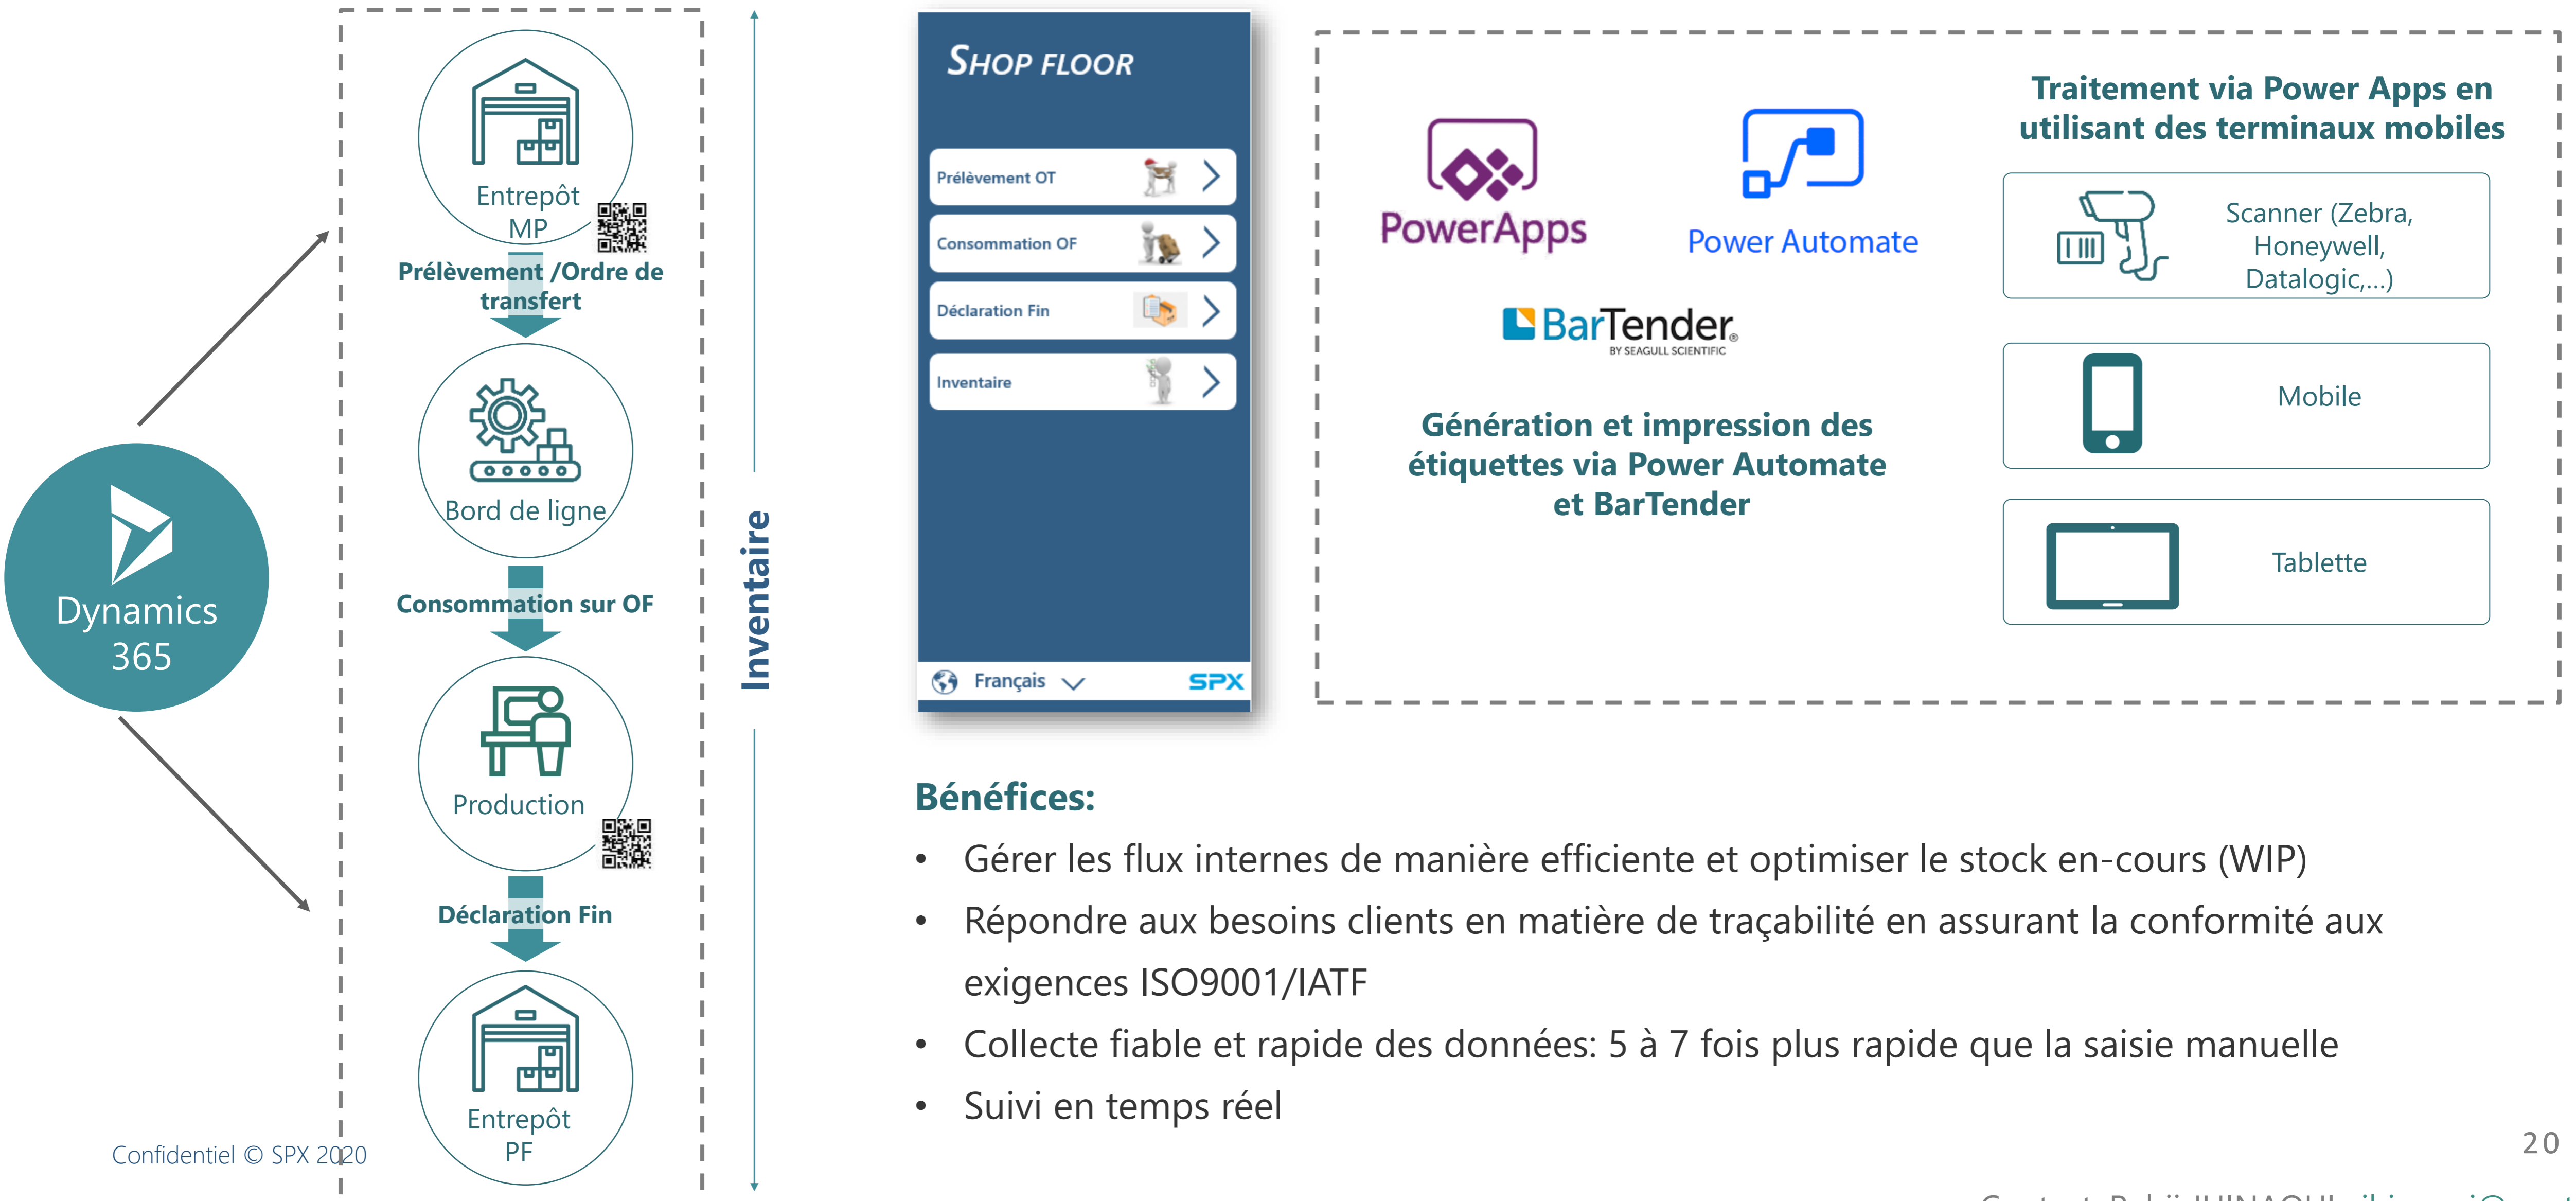 Dynamics
365
Entrepôt
MP
Prélèvement /Ordre de
transfert
Bord de ligne
Consommation sur OF
Production
Déclaration Fin
Entrepôt
PF
Inventaire
SHOP FLOOR
Prélèvement OT
Consommation OF
Déclaration Fin
Inventaire
Français
SPX
PowerApps
Power Automate
BarTender®
BY SEAGULL SCIENTIFIC
Génération et impression des
étiquettes via Power Automate
et BarTender
Traitement via Power Apps en
utilisant des terminaux mobiles
Scanner (Zebra,
Honeywell,
Datalogic,...)
Mobile
Tablette
Bénéfices:
• Gérer les flux internes de manière efficiente et optimiser le stock en-cours (WIP)
• Répondre aux besoins clients en matière de traçabilité en assurant la conformité aux
exigences ISO9001/IATF
• Collecte fiable et rapide des données: 5 à 7 fois plus rapide que la saisie manuelle
• Suivi en temps réel
Confidentiel © SPX 2020
20